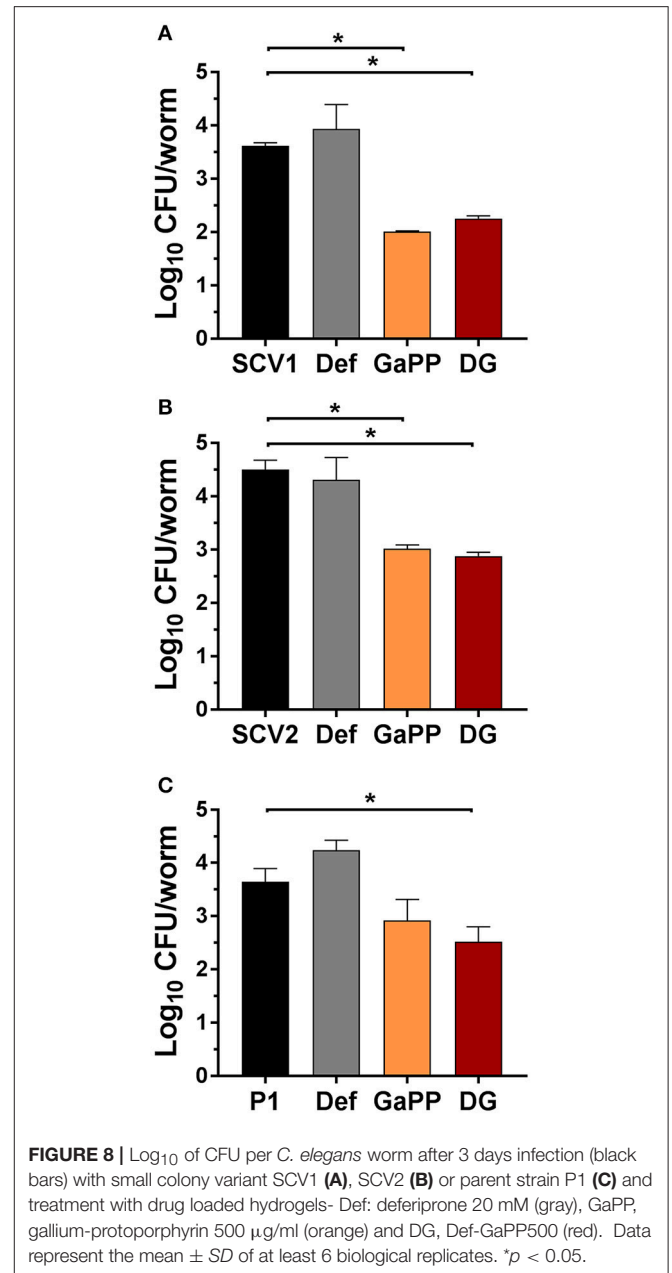 A
*
*
5
4
3
2
1
0
Log₁₀ CFU/worm
SCV1 Def GaPP DG
B
*
*
5
4
3
2
1
0
Log₁₀ CFU/worm
SCV2 Def GaPP DG
C
*
5
4
3
2
1
0
Log₁₀ CFU/worm
P1 Def GaPP DG
FIGURE 8 | Log₁₀ of CFU per C. elegans worm after 3 days infection (black
bars) with small colony variant SCV1 (A), SCV2 (B) or parent strain P1 (C) and
treatment with drug loaded hydrogels- Def: deferiprone 20 mM (gray), GaPP,
gallium-protoporphyrin 500 μg/ml (orange) and DG, Def-GaPP500 (red). Data
represent the mean ± SD of at least 6 biological replicates. *p < 0.05.